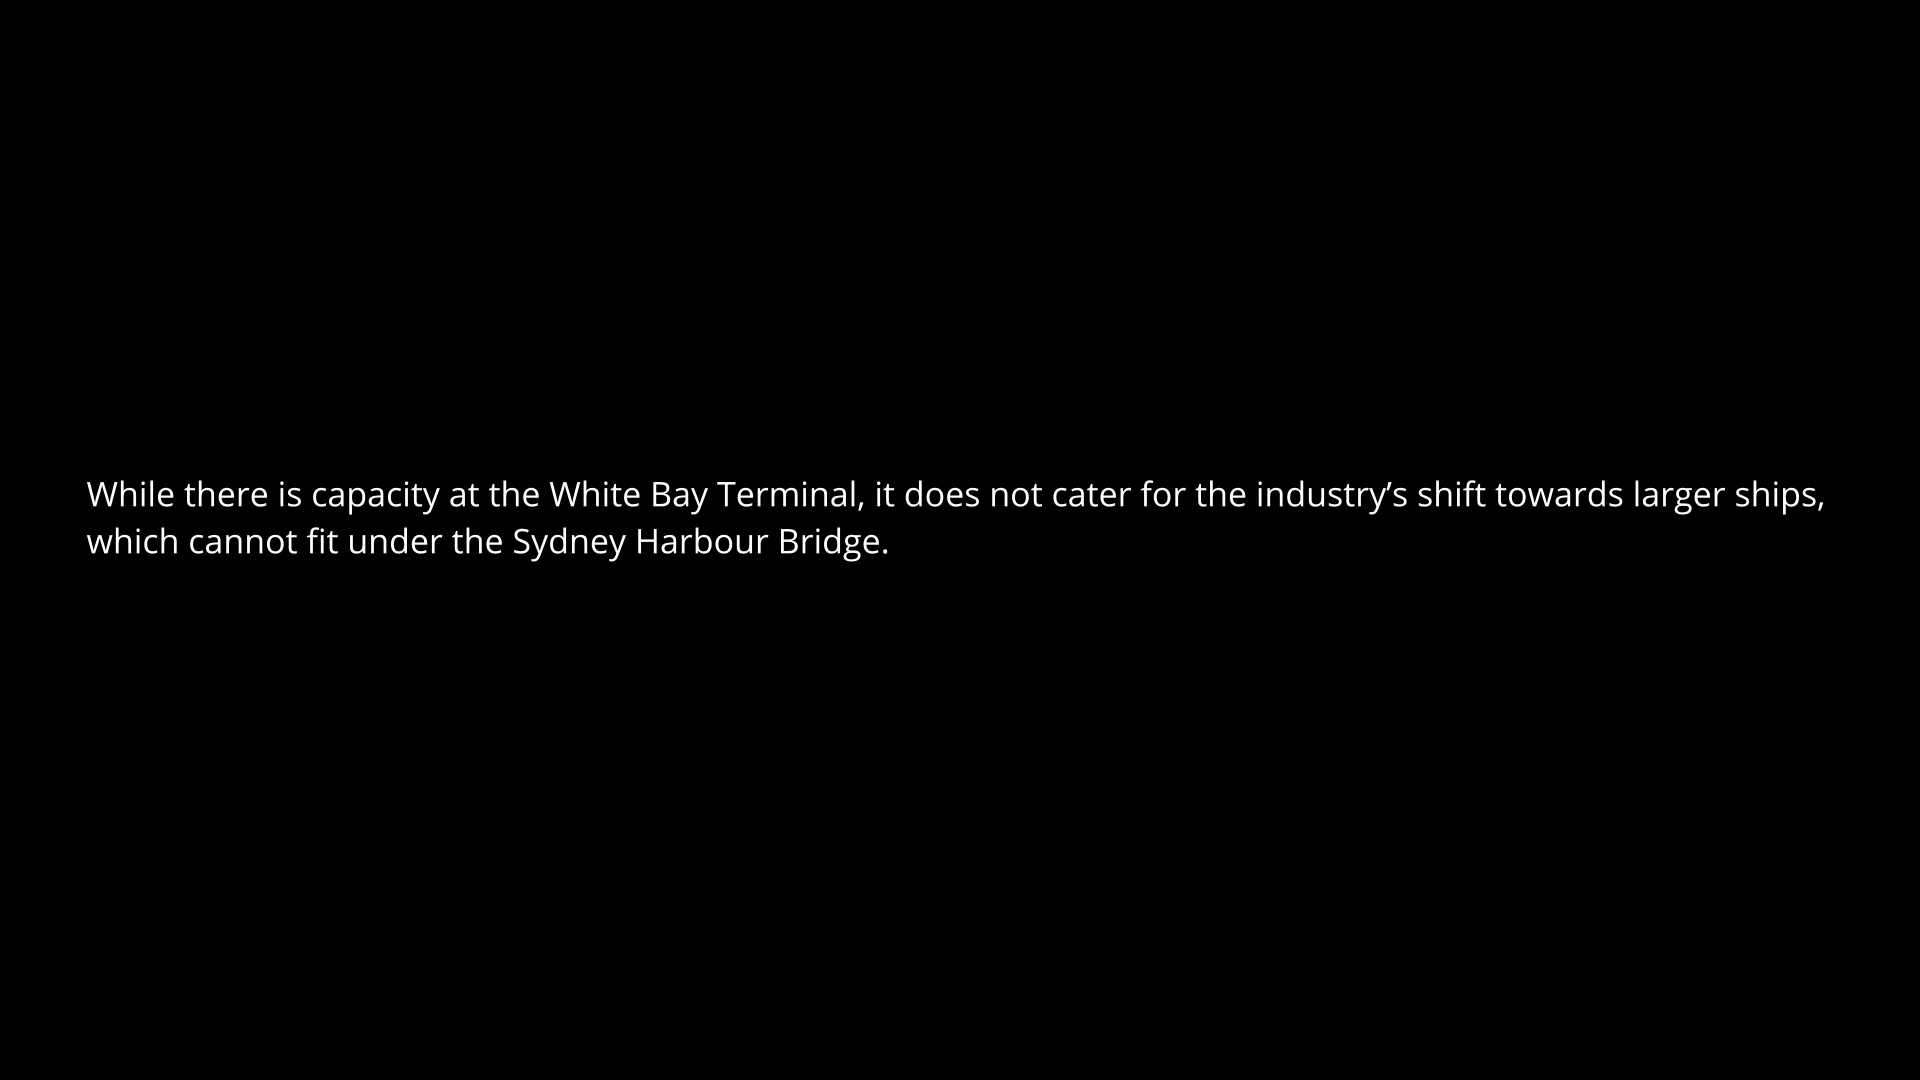 While there is capacity at the White Bay Terminal, it does not cater for the industry’s shift towards larger ships,
which cannot fit under the Sydney Harbour Bridge.